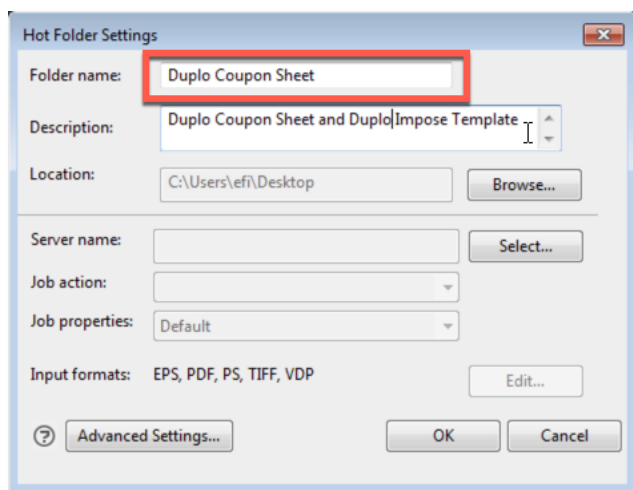 Hot Folder Settings
Folder name: Duplo Coupon Sheet
Description: Duplo Coupon Sheet and Duplo Impose Template
Location: C:\Users\efi\Desktop Browse...
Server name: Select...
Job action:
Job properties: Default
Input formats: EPS, PDF, PS, TIFF, VDP Edit...
? Advanced Settings... OK Cancel